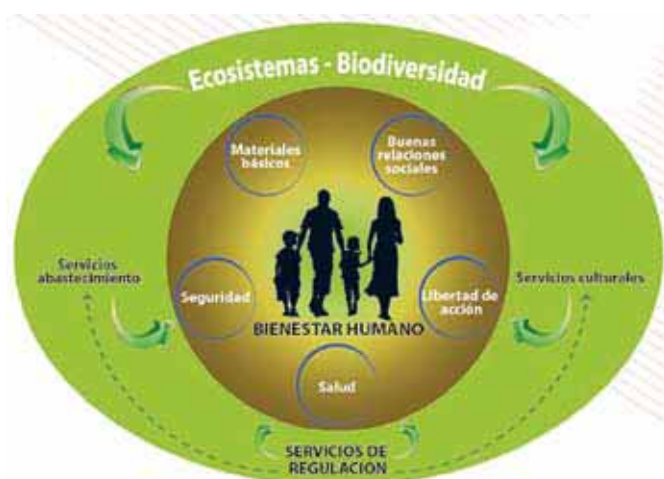 Ecosistemas - Biodiversidad
Materiales
básicos
Buenas
relaciones
sociales
Servicios
abastecimiento
Servicios culturales
Seguridad
Libertad de
acción
BIENESTAR HUMANO
Salud
SERVICIOS DE
REGULACION